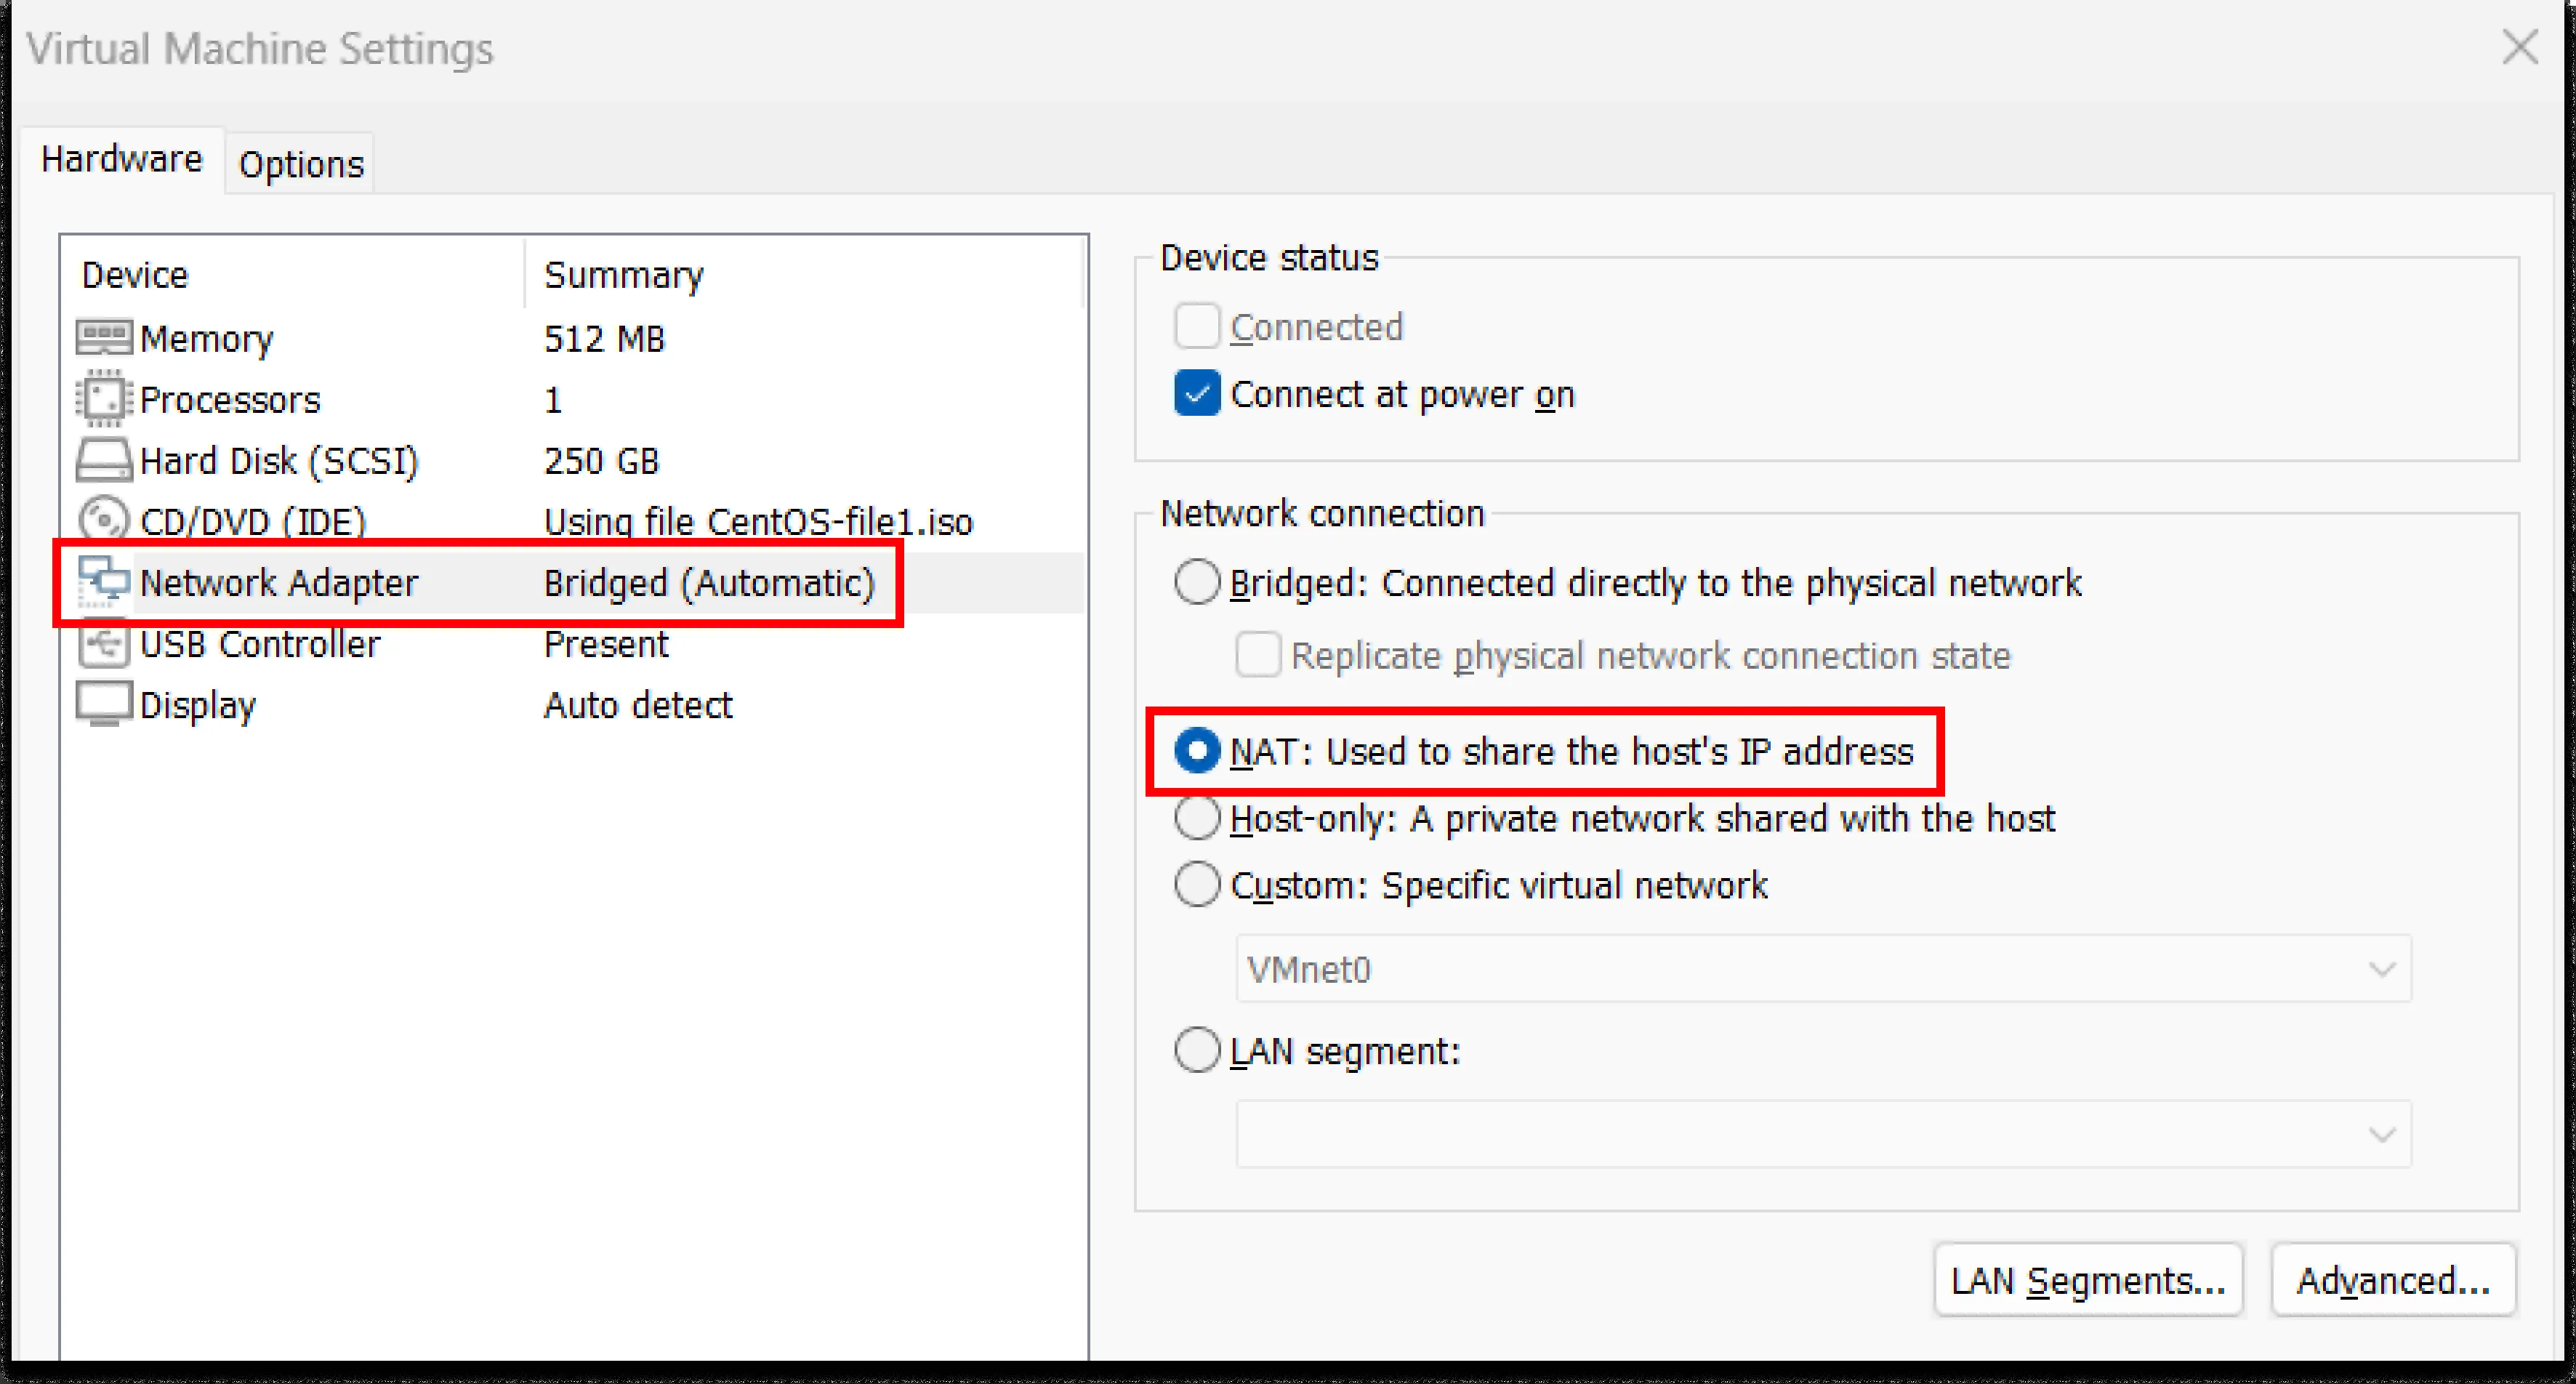 Virtual Machine Settings
Hardware
Options
Device Summary
Memory 512 MB
Processors 1
Hard Disk (SCSI) 250 GB
CD/DVD (IDE) Using file CentOS-file1.iso
Network Adapter Bridged (Automatic)
USB Controller Present
Display Auto detect
Device status
Connected
Connect at power on
Network connection
Bridged: Connected directly to the physical network
Replicate physical network connection state
NAT: Used to share the host's IP address
Host-only: A private network shared with the host
Custom: Specific virtual network
VMnet0
LAN segment:
LAN Segments...
Advanced...